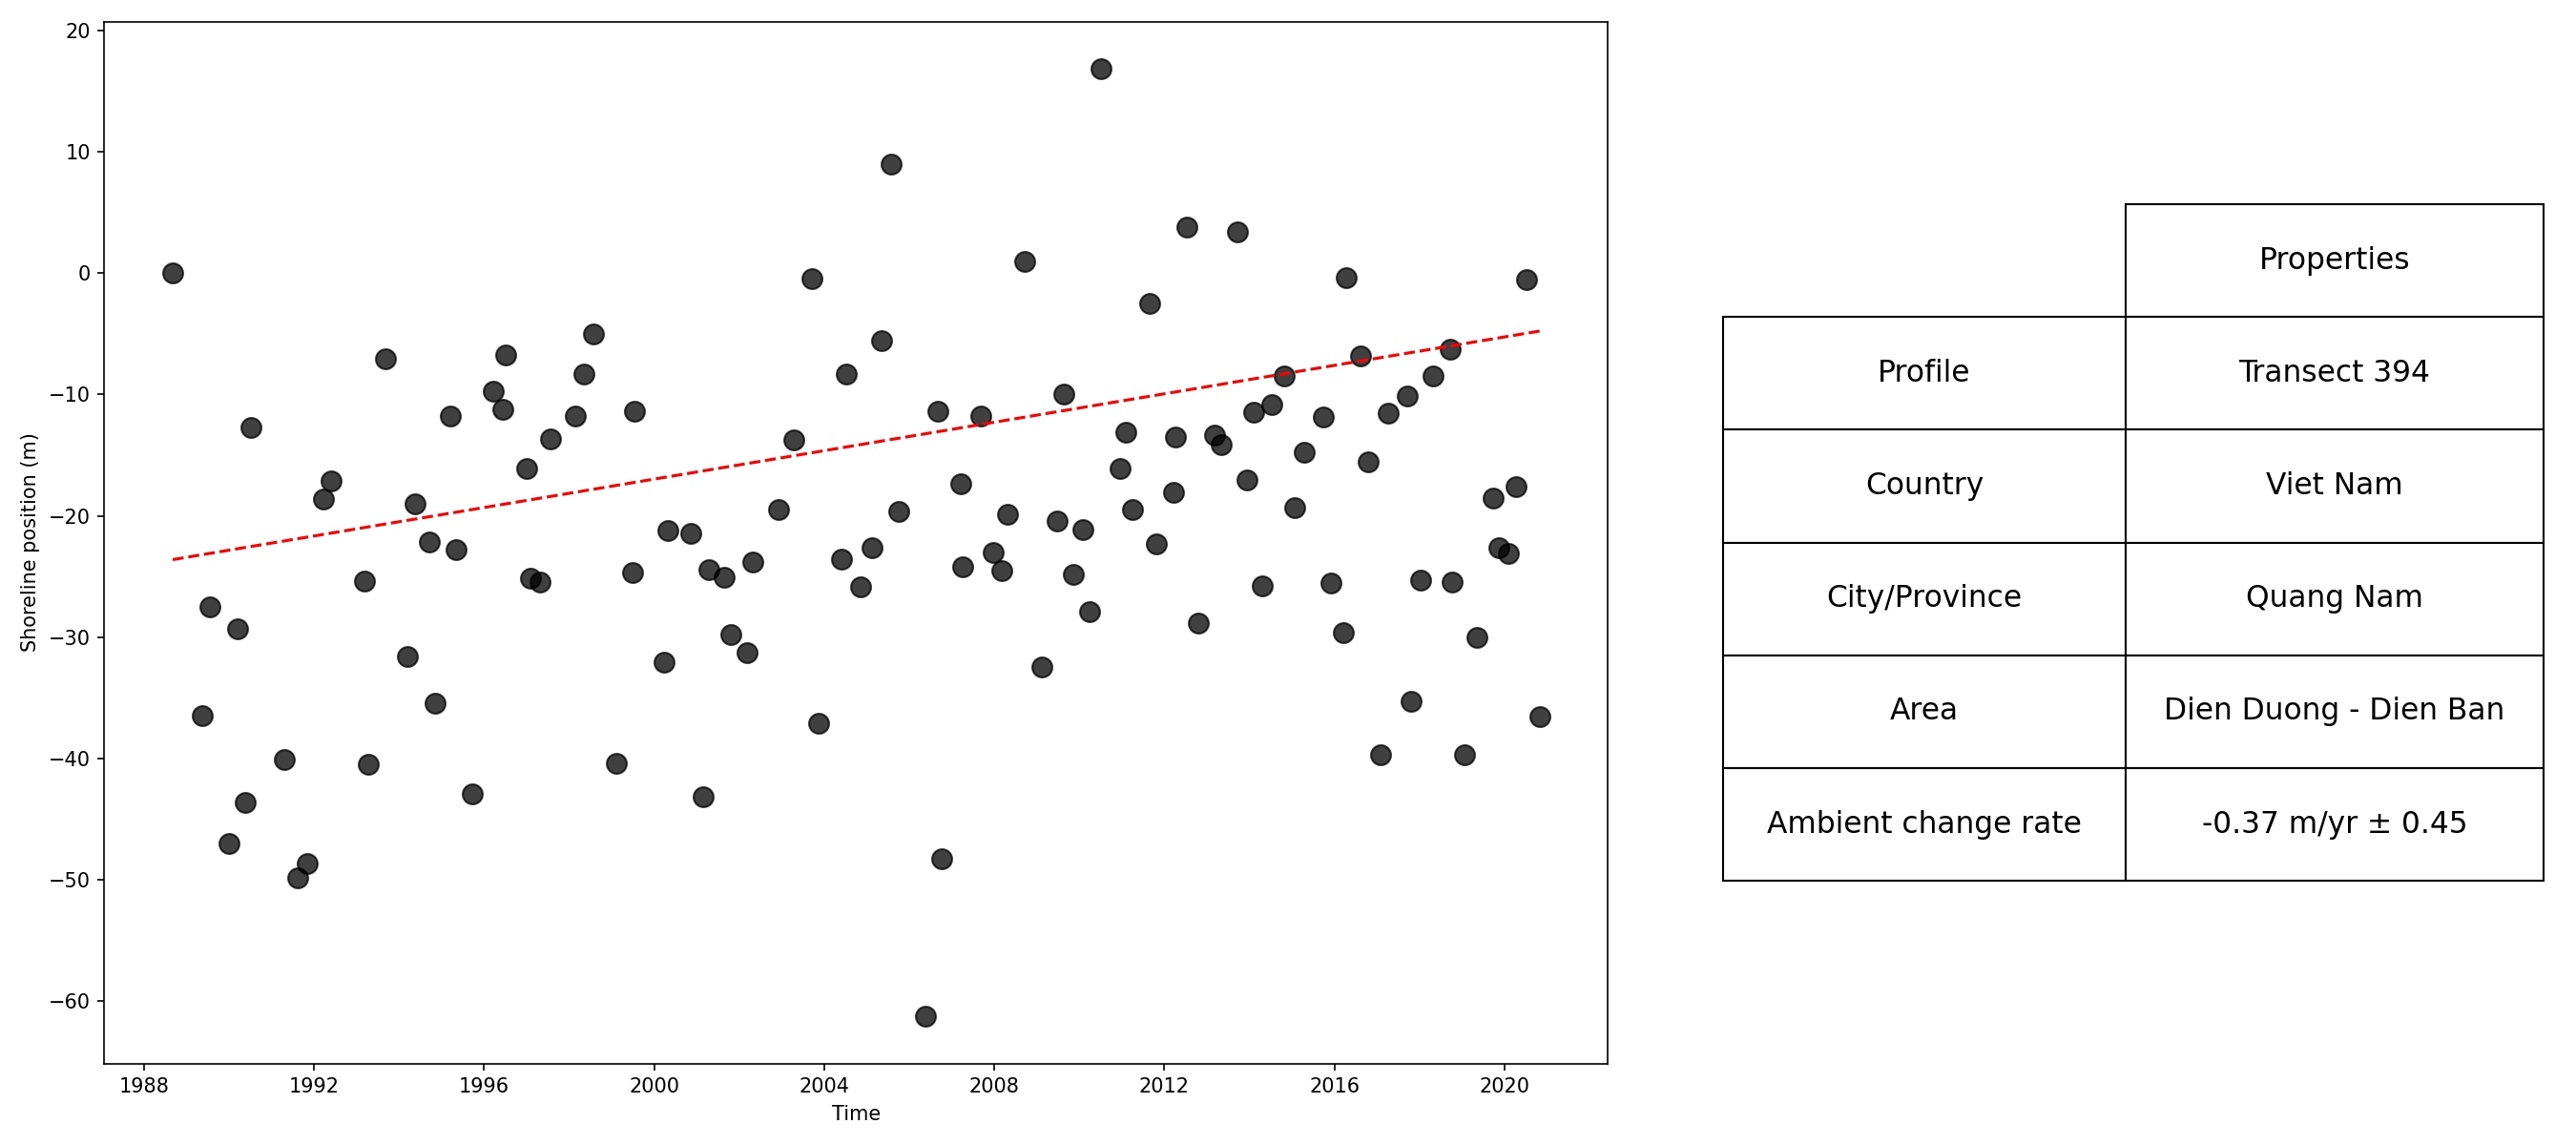 20
10
0
−10
−20
−30
−40
−50
−60
Shoreline position (m)
1988 1992 1996 2000 2004 2008 2012 2016 2020
Time
Properties
Profile Transect 394
Country Viet Nam
City/Province Quang Nam
Area Dien Duong - Dien Ban
Ambient change rate -0.37 m/yr ± 0.45